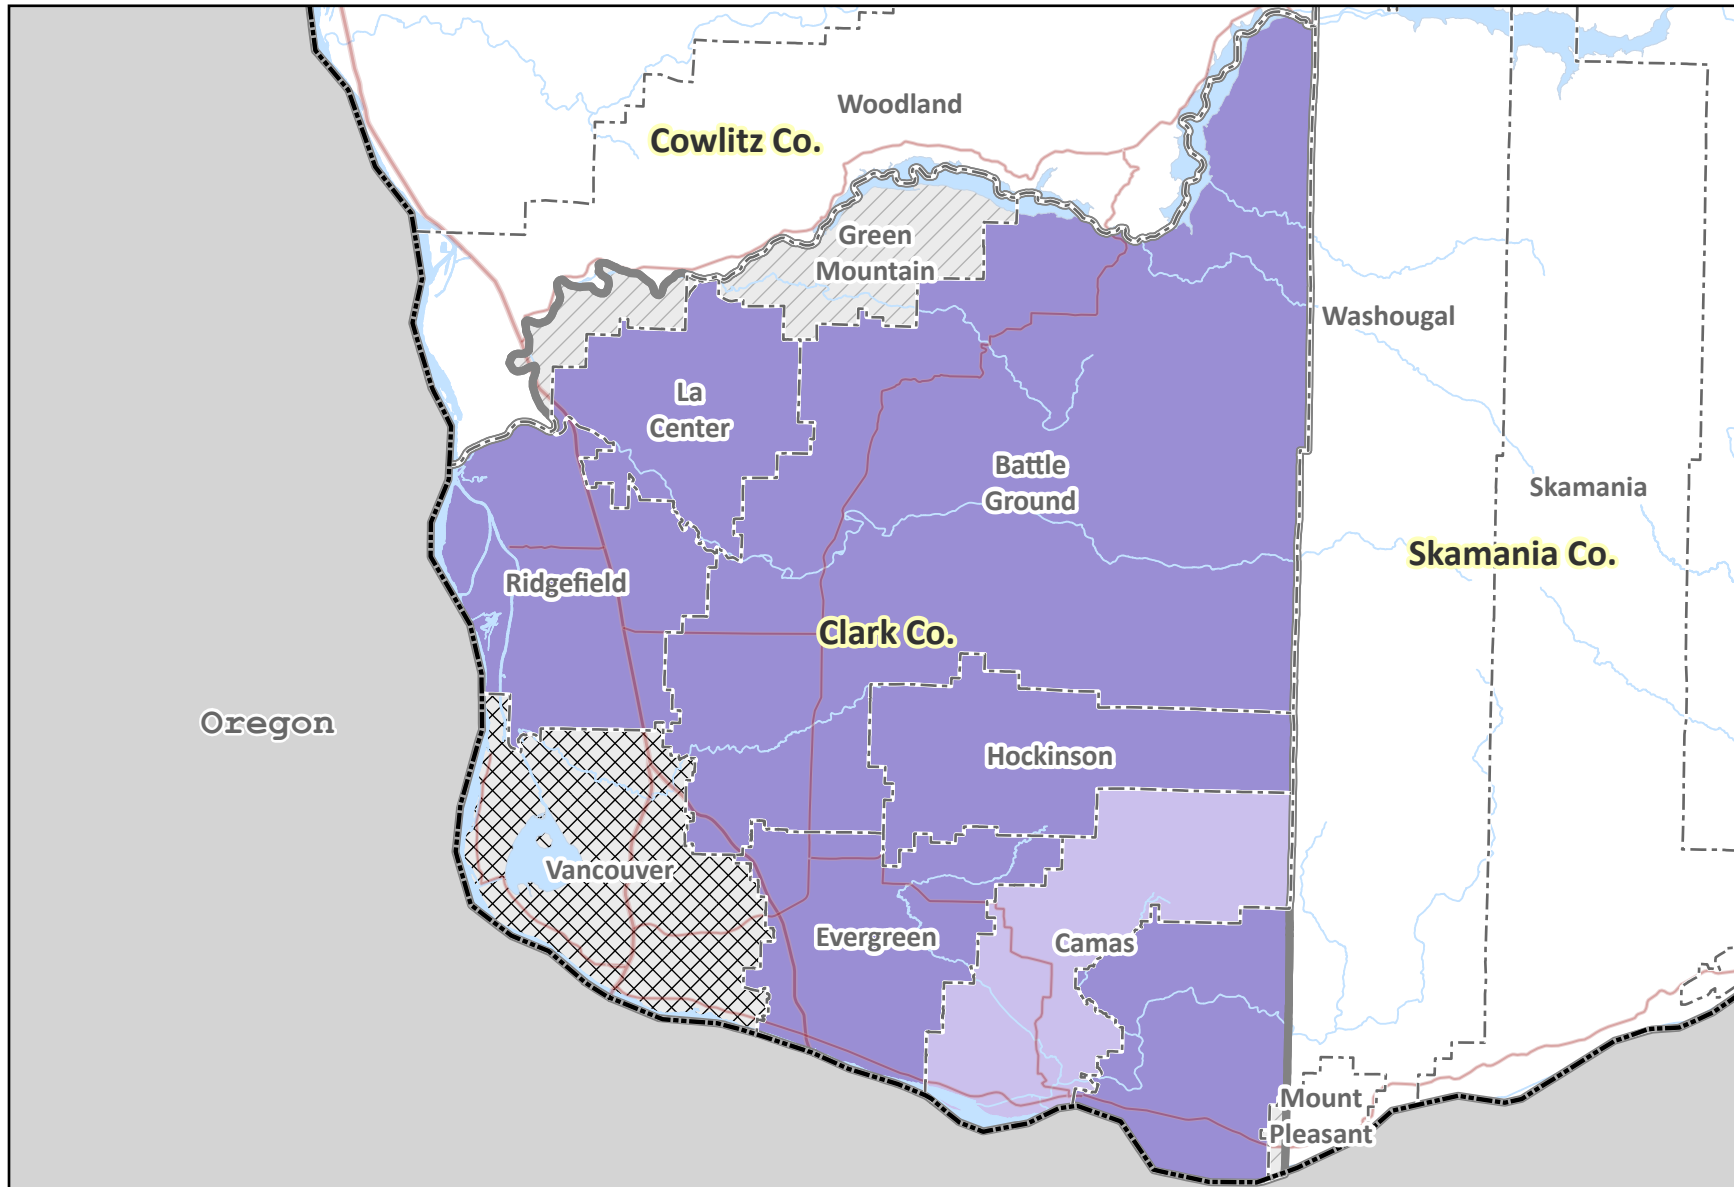 Woodland
Cowlitz Co.
Green
Mountain
Washougal
La
Center
Battle
Ground
Skamania
Skamania Co.
Ridgefield
Clark Co.
Oregon
Hockinson
Vancouver
Evergreen
Camas
Mount
Pleasant